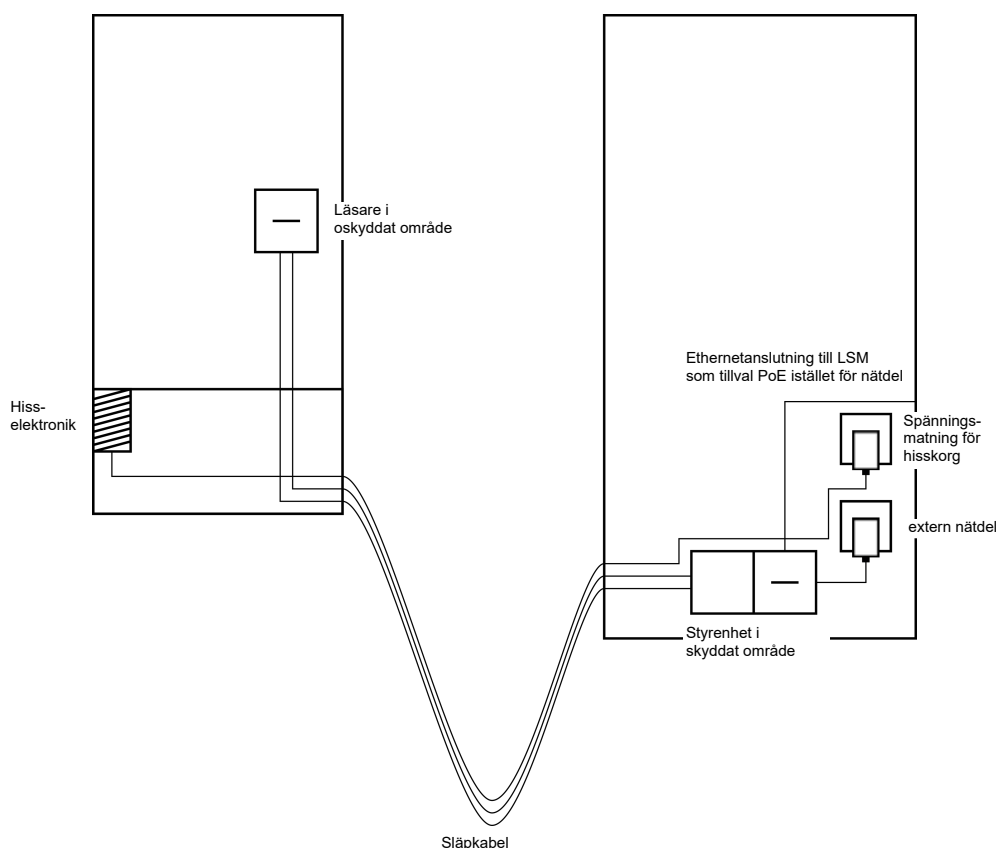 Läsare i
oskyddat område
Ethernetanslutning till LSM
som tillval PoE istället för nätdel
Hiss-
elektronik
Spännings-
matning för
hisskorg
extern nätdel
Styrenhet i
skyddat område
Släpkabel